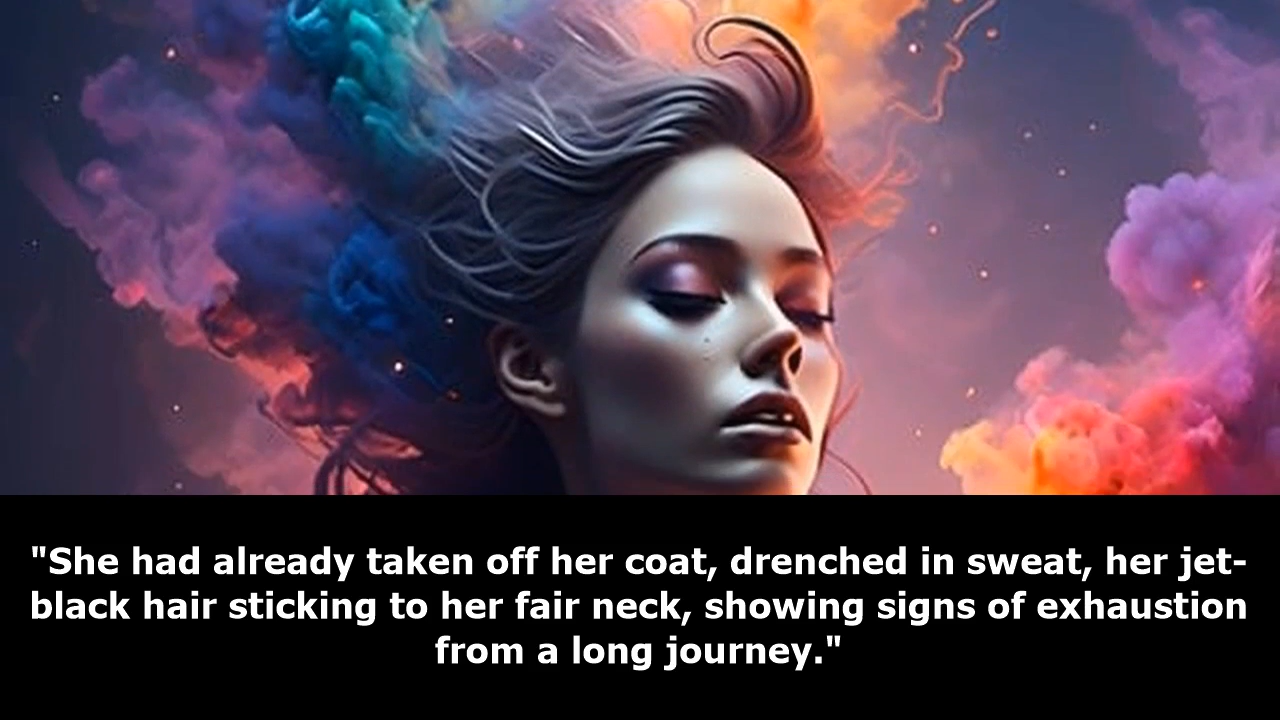 "She had already taken off her coat, drenched in sweat, her jet-
black hair sticking to her fair neck, showing signs of exhaustion
from a long journey."